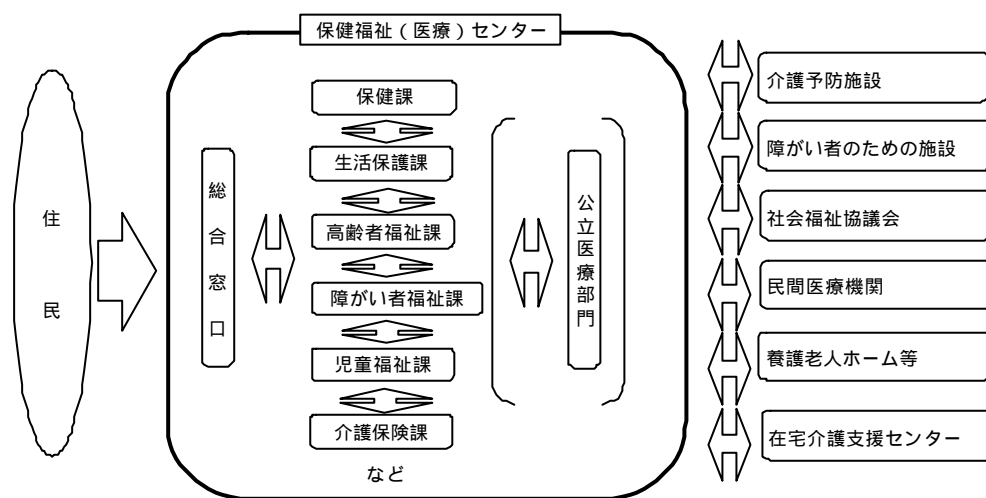 保健福祉（医療）センター
住民
総合窓口
保健課
生活保護課
高齢者福祉課
障がい者福祉課
児童福祉課
介護保険課
など
公立医療部門
介護予防施設
障がい者のための施設
社会福祉協議会
民間医療機関
養護老人ホーム等
在宅介護支援センター